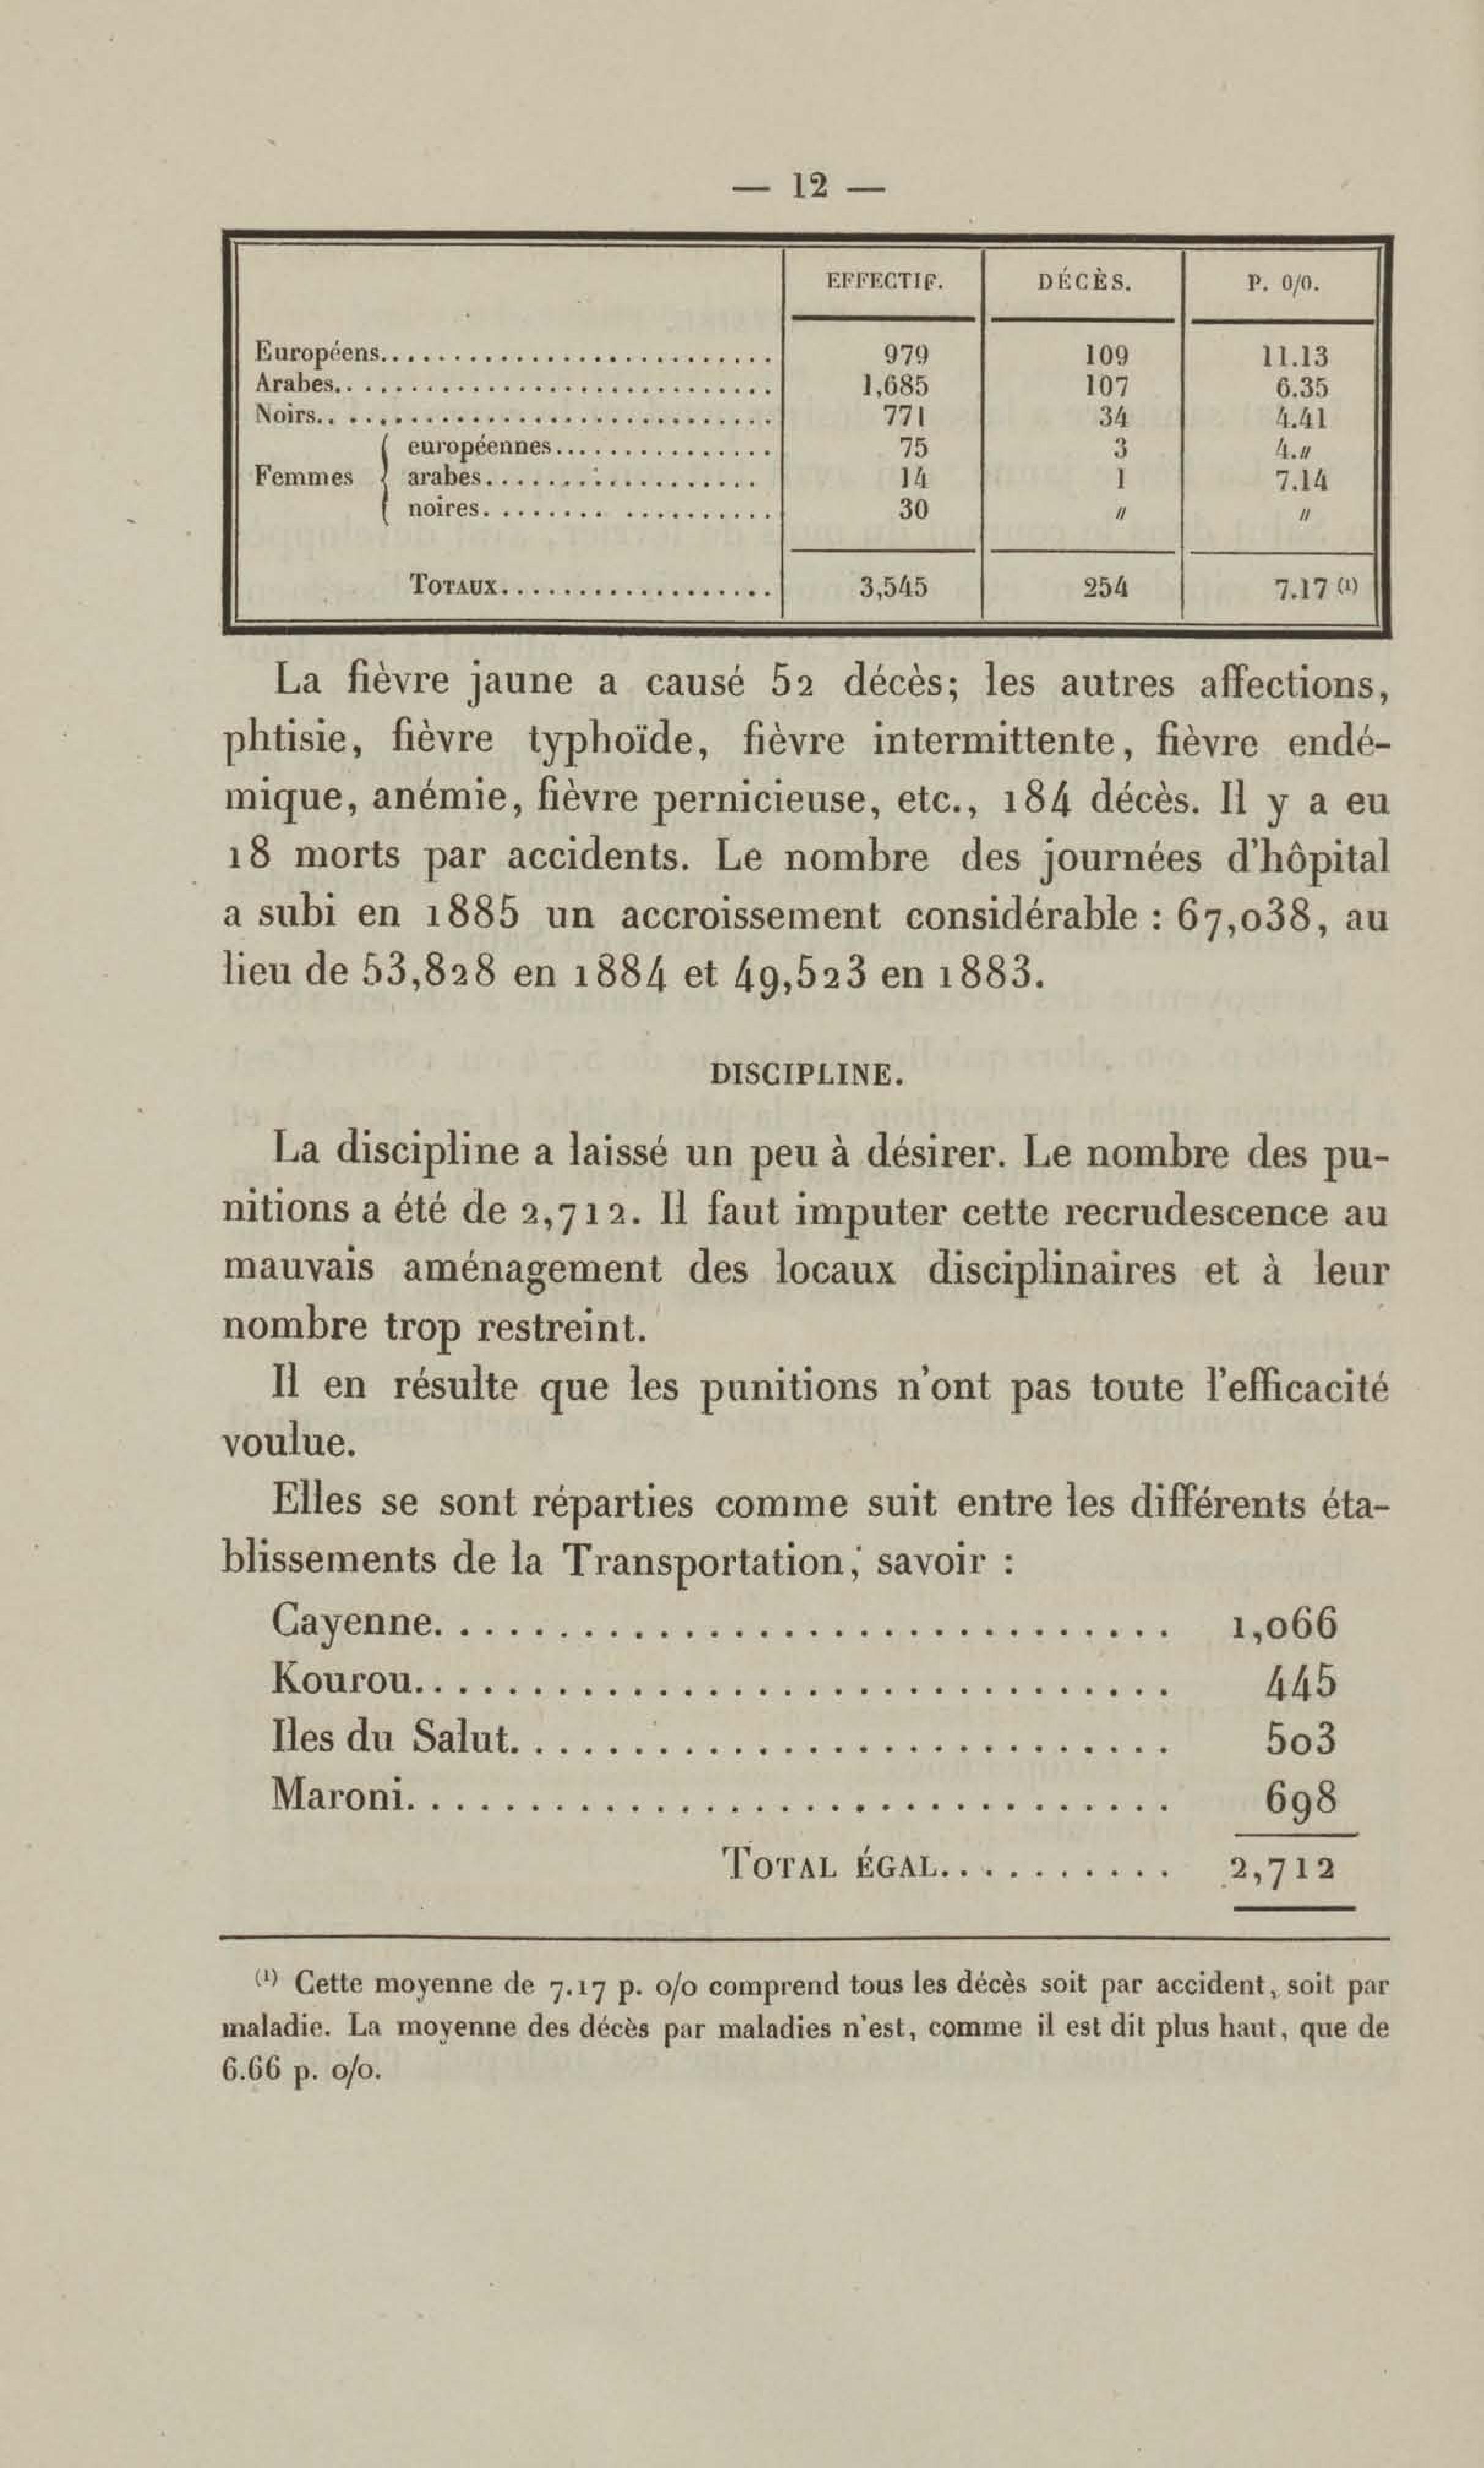 — 12 —
EFFECTIF. DÉCÈS. P. 0/0.
Européens.......................... 979 109 11.13
Arabes............................. 1,685 107 6.35
Noirs.............................. 771 34 4.41
européennes............... 75 3 4.〃
Femmes { arabes.................. 14 1 7.14
noires................... 30 〃 〃
TOTAUX.................. 3,545 254 7.17 (1)
La fièvre jaune a causé 52 décès; les autres affections,
phtisie, fièvre typhoïde, fièvre intermittente, fièvre endé-
mique, anémie, fièvre pernicieuse, etc., 184 décès. Il y a eu
18 morts par accidents. Le nombre des journées d'hôpital
a subi en 1885 un accroissement considérable : 67,038, au
lieu de 53,828 en 1884 et 49,523 en 1883.
DISCIPLINE.
La discipline a laissé un peu à désirer. Le nombre des pu-
nitions a été de 2,712. Il faut imputer cette recrudescence au
mauvais aménagement des locaux disciplinaires et à leur
nombre trop restreint.
Il en résulte que les punitions n'ont pas toute l'efficacité
voulue.
Elles se sont réparties comme suit entre les différents éta-
blissements de la Transportation, savoir :
Cayenne.............................. 1,066
Kourou............................... 445
Iles du Salut........................... 503
Maroni............................... 698
TOTAL ÉGAL.......... 2,712
(1) Cette moyenne de 7.17 p. 0/0 comprend tous les décès soit par accident, soit par
maladie. La moyenne des décès par maladies n'est, comme il est dit plus haut, que de
6.66 p. 0/0.